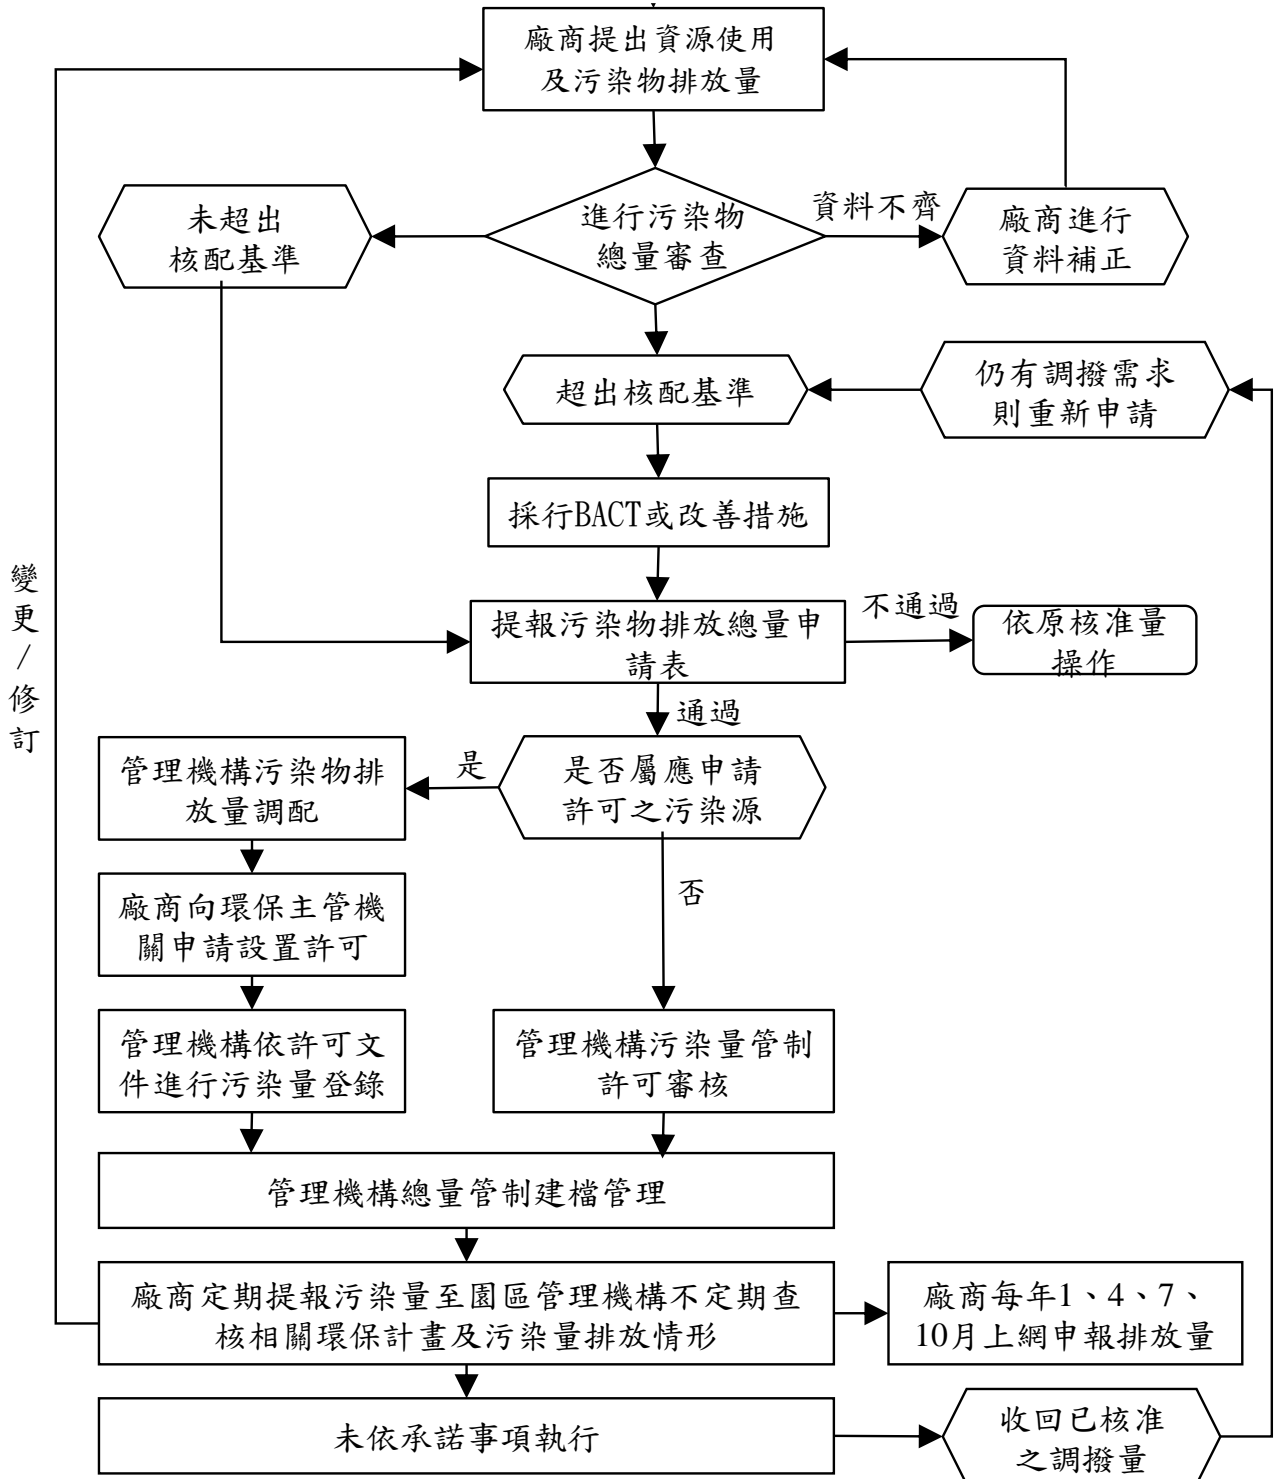 廠商提出資源使用
及污染物排放量
未超出
核配基準
進行污染物
總量審查
資料不齊
廠商進行
資料補正
超出核配基準
仍有調撥需求
則重新申請
採行BACT或改善措施
變
更
/
修
訂
提報污染物排放總量申
請表
不通過
依原核准量
操作
通過
管理機構污染物排
放量調配
是
是否屬應申請
許可之污染源
廠商向環保主管機
關申請設置許可
否
管理機構依許可文
件進行污染量登錄
管理機構污染量管制
許可審核
管理機構總量管制建檔管理
廠商定期提報污染量至園區管理機構不定期查
核相關環保計畫及污染量排放情形
廠商每年1、4、7、
10月上網申報排放量
未依承諾事項執行
收回已核准
之調撥量